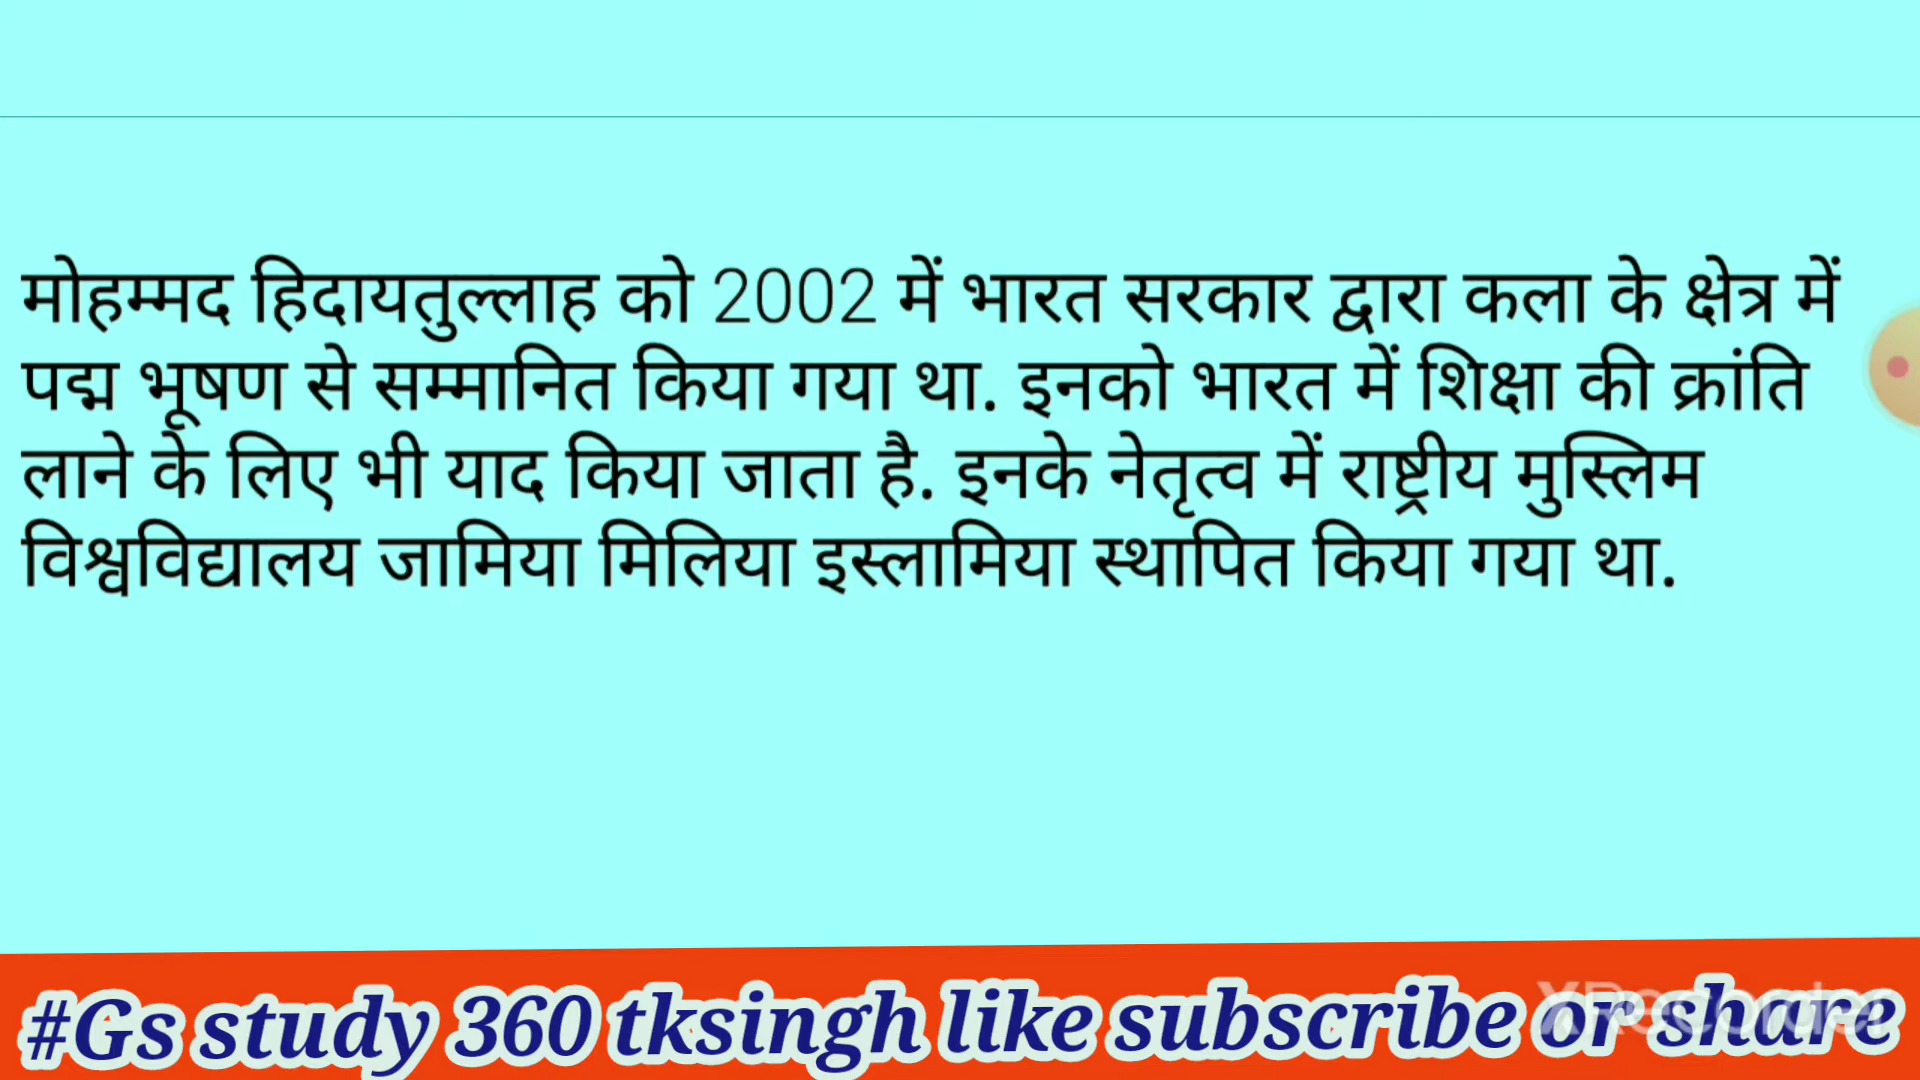 मोहम्मद हिदायतुल्लाह को 2002 में भारत सरकार द्वारा कला के क्षेत्र में
पद्म भूषण से सम्मानित किया गया था. इनको भारत में शिक्षा की क्रांति
लाने के लिए भी याद किया जाता है. इनके नेतृत्व में राष्ट्रीय मुस्लिम
विश्वविद्यालय जामिया मिलिया इस्लामिया स्थापित किया गया था.
#Gs study 360 tksingh like subscribe or share
XRecorder